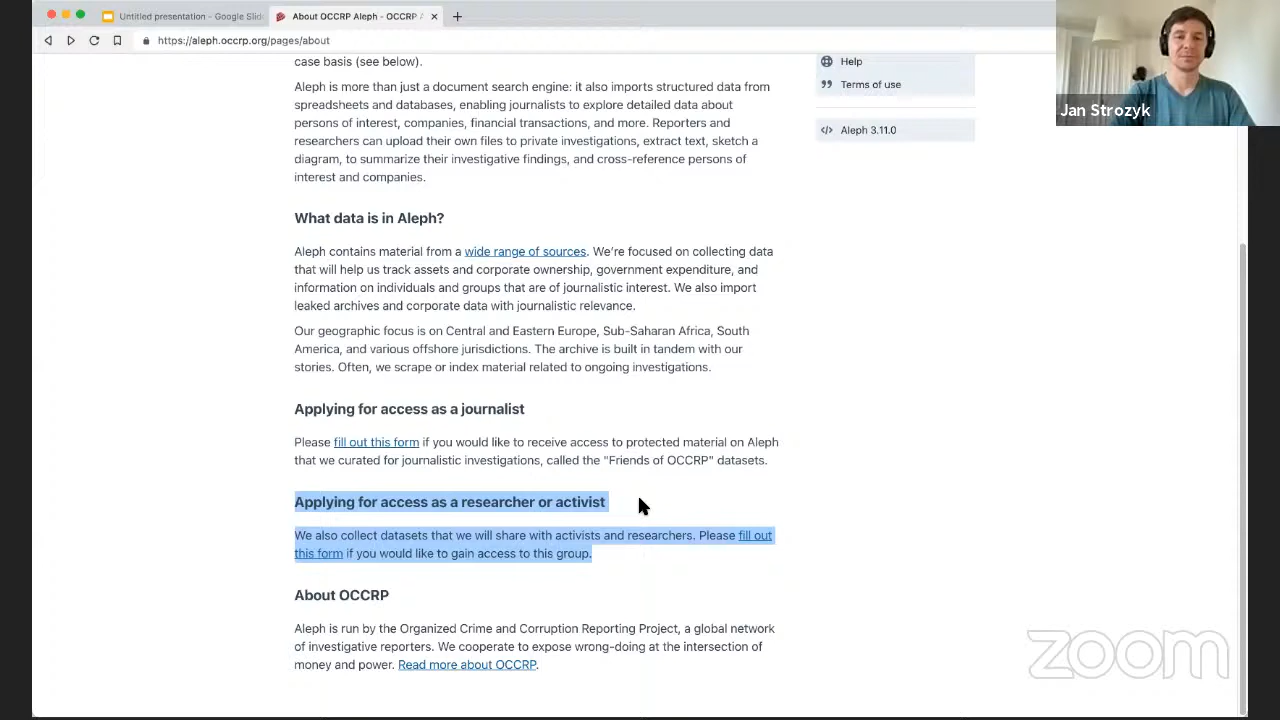 Untitled presentation - Google Slid
About OCCRP Aleph - OCCRP
https://aleph.occrp.org/pages/about
Jan Strozyk
case basis (see below).
Aleph is more than just a document search engine: it also imports structured data from
spreadsheets and databases, enabling journalists to explore detailed data about
persons of interest, companies, financial transactions, and more. Reporters and
researchers can upload their own files to private investigations, extract text, sketch a
diagram, to summarize their investigative findings, and cross-reference persons of
interest and companies.
Help
Terms of use
Aleph 3.11.0
What data is in Aleph?
Aleph contains material from a wide range of sources. We're focused on collecting data
that will help us track assets and corporate ownership, government expenditure, and
information on individuals and groups that are of journalistic interest. We also import
leaked archives and corporate data with journalistic relevance.
Our geographic focus is on Central and Eastern Europe, Sub-Saharan Africa, South
America, and various offshore jurisdictions. The archive is built in tandem with our
stories. Often, we scrape or index material related to ongoing investigations.
Applying for access as a journalist
Please fill out this form if you would like to receive access to protected material on Aleph
that we curated for journalistic investigations, called the "Friends of OCCRP" datasets.
Applying for access as a researcher or activist
We also collect datasets that we will share with activists and researchers. Please fill out
this form if you would like to gain access to this group.
About OCCRP
Aleph is run by the Organized Crime and Corruption Reporting Project, a global network
of investigative reporters. We cooperate to expose wrong-doing at the intersection of
money and power. Read more about OCCRP.
zoom